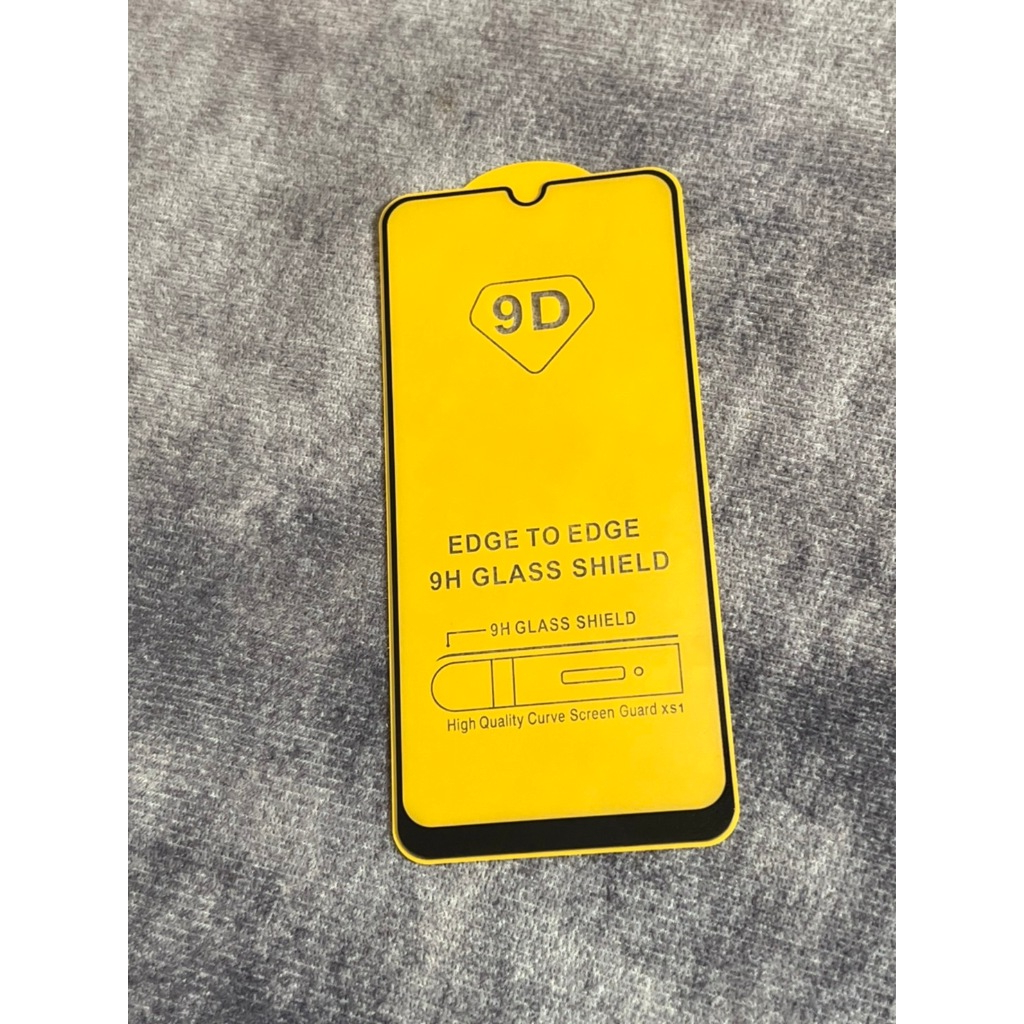 9D
EDGE TO EDGE
9H GLASS SHIELD
9H GLASS SHIELD
High Quality Curve Screen Guard XS1